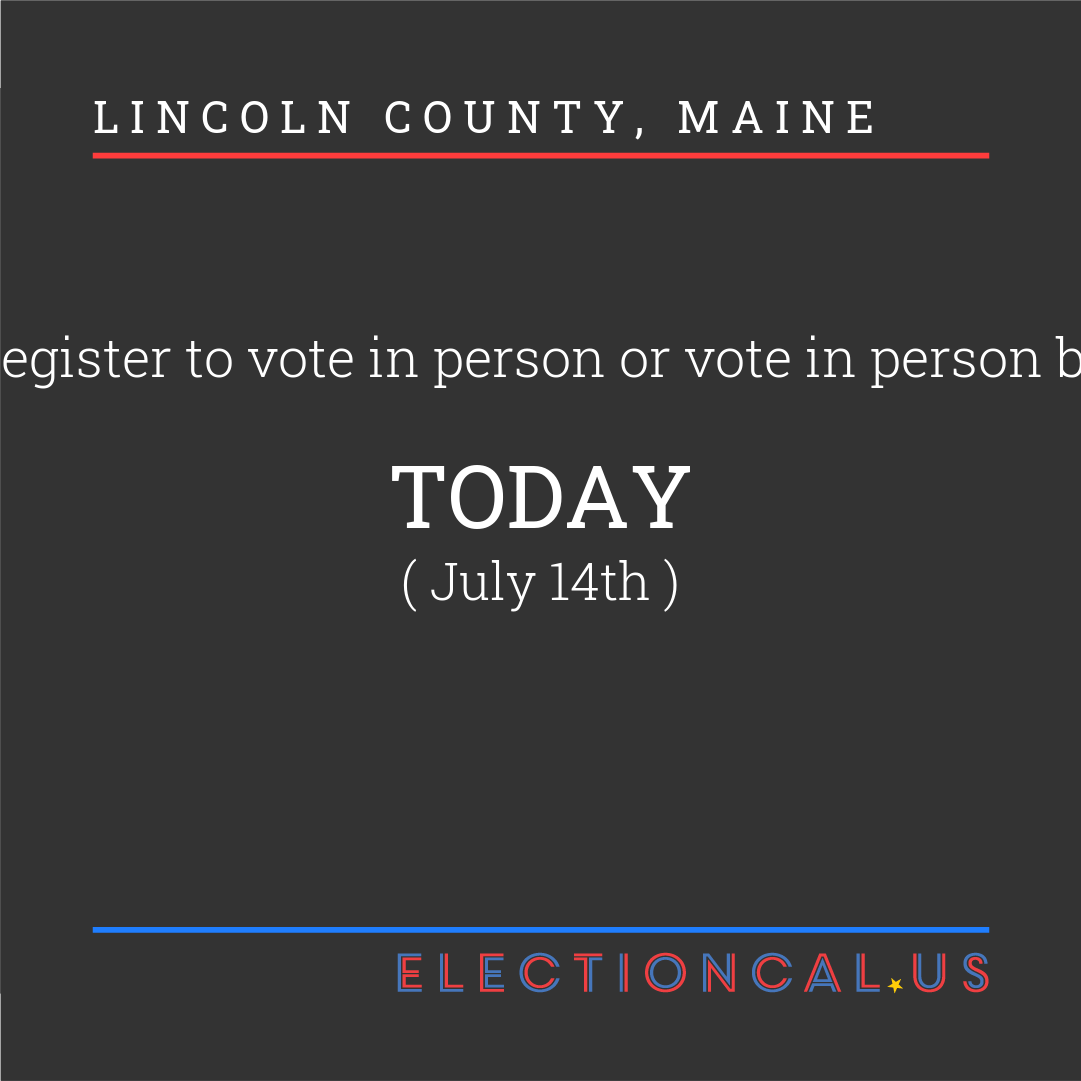 LINCOLN COUNTY, MAINE
egister to vote in person or vote in person b
TODAY
( July 14th )
ELECTIONCAL.US